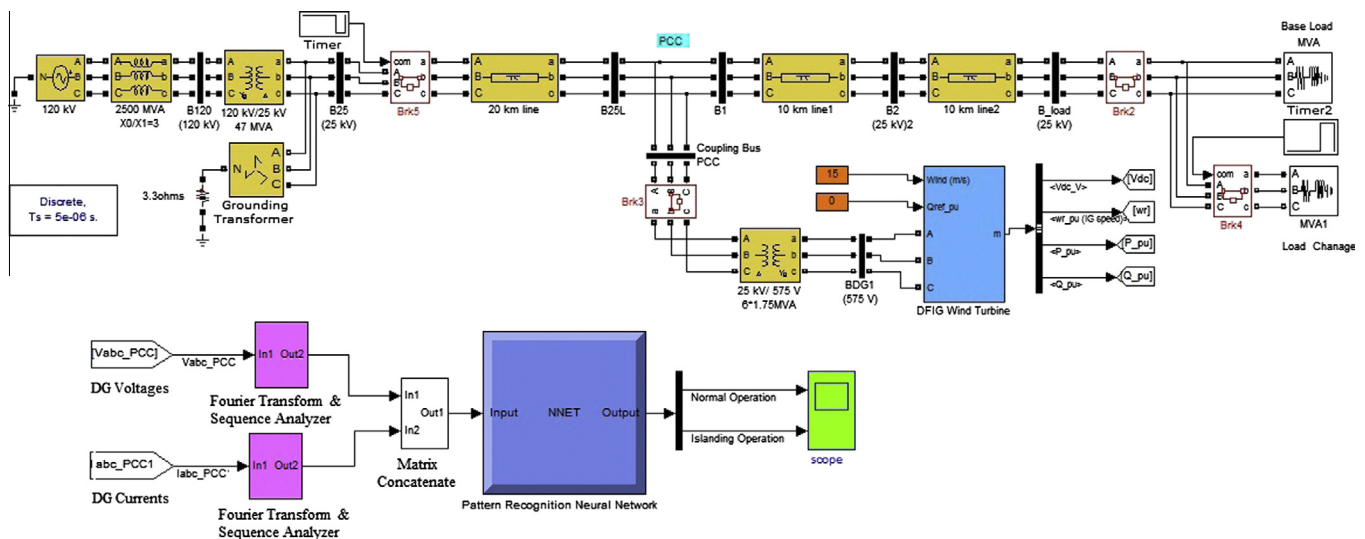 N
A
B
C
120 kV
A
B
C
a
b
c
2500 MVA
X0/X1=3
B120
(120 kV)
A
B
C
a
b
c
120 kV/25 kV
47 MVA
B25
(25 kV)
Timer
com
A
B
C
a
b
c
Brk5
A
B
C
a
b
c
20 km line
B25L
PCC
B1
A
B
C
a
b
c
10 km line1
B2
(25 kV)2
A
B
C
a
b
c
10 km line2
B_load
(25 kV)
A
B
C
a
b
c
Brk2
Base Load
MVA
A
B
C
Timer2
N
A
B
C
3.3ohms
Grounding
Transformer
Discrete,
Ts = 5e-06 s.
Coupling Bus
PCC
A
B
C
a
b
c
Brk3
A
B
C
a
b
c
25 kV/ 575 V
6*1.75MVA
BDG1
(575 V)
15
0
Wind (m/s)
Qref_pu
A
B
C
m
DFIG Wind Turbine
<Vdc_V>
[Vdc]
<wr_pu (IG speed)>
[wr]
<P_pu>
[P_pu]
<Q_pu>
[Q_pu]
com
A
B
C
a
b
c
Brk4
A
B
C
MVA1
Load Chanage
[Vabc_PCC]
Vabc_PCC
DG Voltages
In1 Out2
Fourier Transform &
Sequence Analyzer
In1
In2
Out1
Matrix
Concatenate
Input NNET Output
Pattern Recognition Neural Network
Normal Operation
Islanding Operation
scope
I abc_PCC1
Iabc_PCC'
DG Currents
In1 Out2
Fourier Transform &
Sequence Analyzer